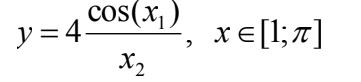 y = 4 cos(x₁)/x₂, x ∈ [1; π]